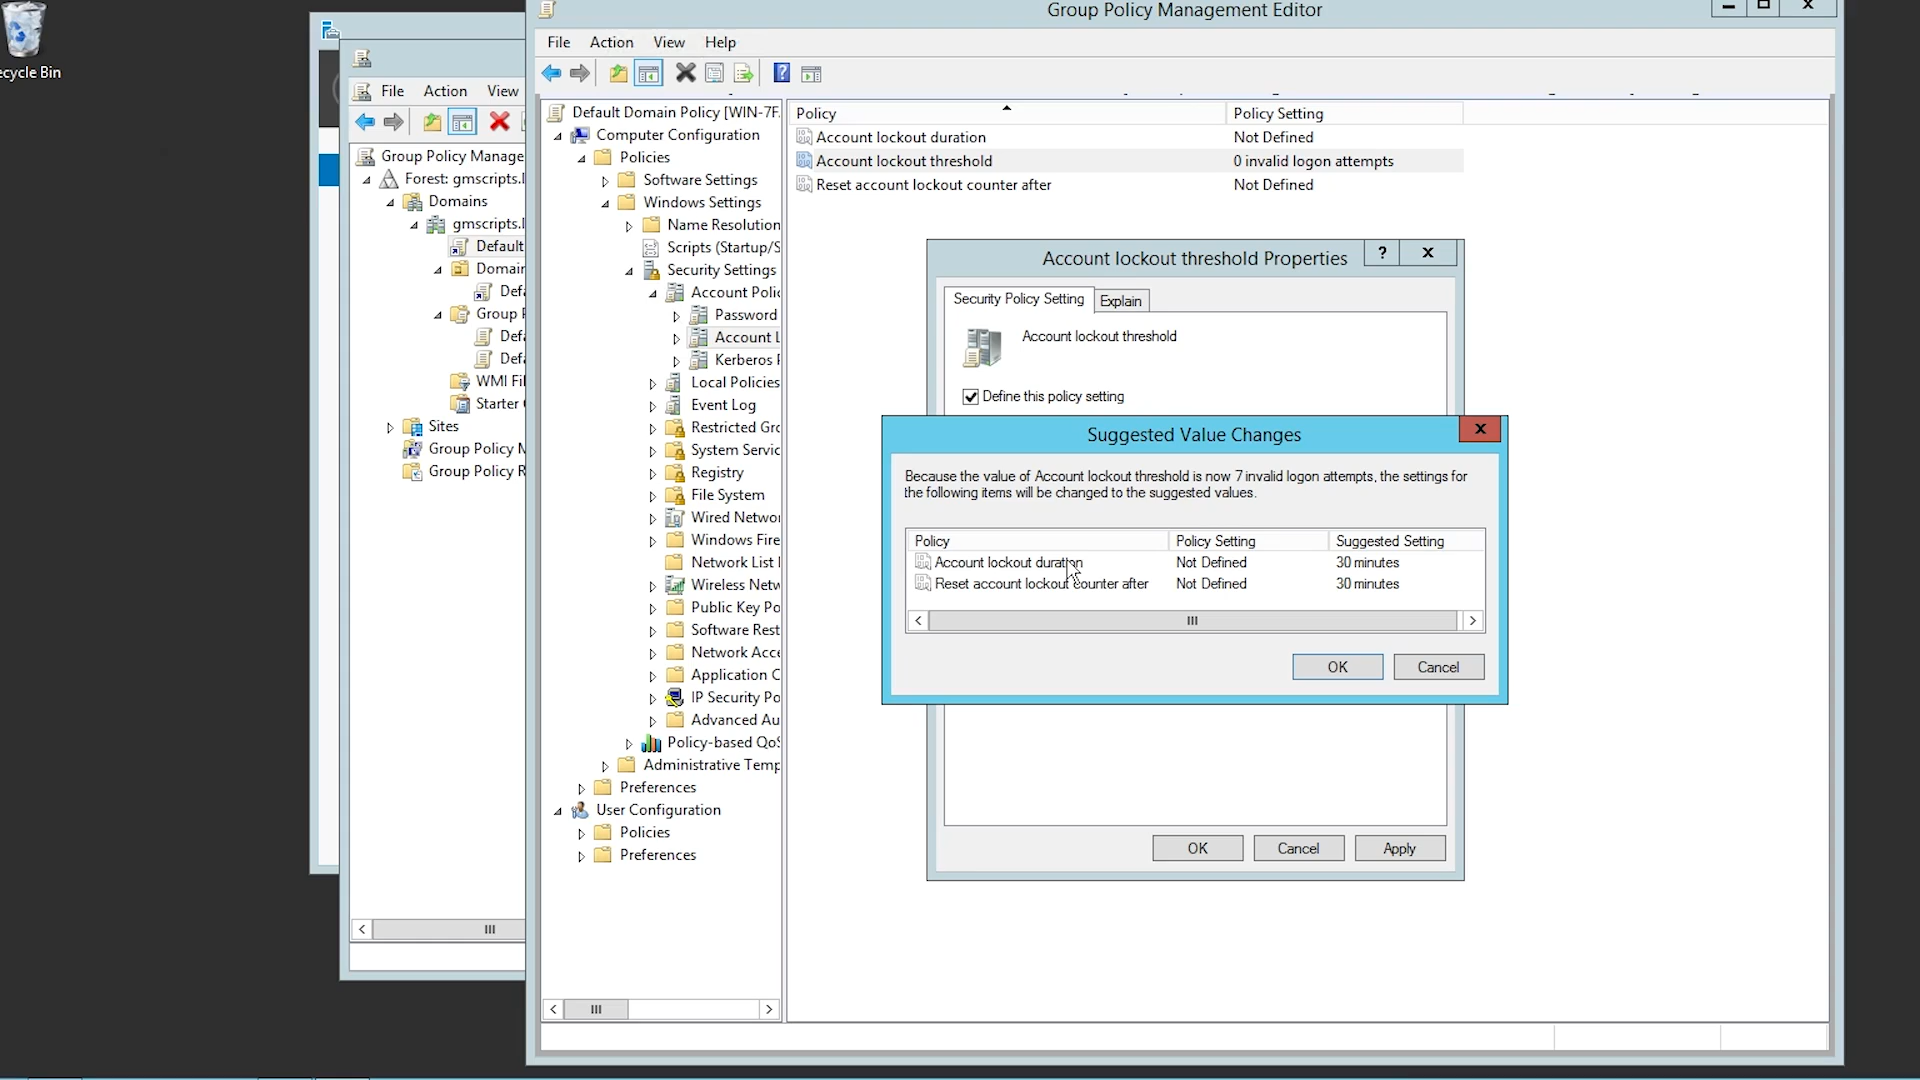 ecycle Bin
File Action View
Group Policy Manage
Forest: gmscripts.l
Domains
gmscripts.l
Default
Domain
Defa
Group P
Defa
Defa
WMI Fil
Starter
Sites
Group Policy M
Group Policy R
Group Policy Management Editor
File Action View Help
Default Domain Policy [WIN-7F.
Computer Configuration
Policies
Software Settings
Windows Settings
Name Resolution
Scripts (Startup/S
Security Settings
Account Polic
Password
Account L
Kerberos P
Local Policies
Event Log
Restricted Gro
System Servic
Registry
File System
Wired Networ
Windows Fire
Network List
Wireless Netw
Public Key Po
Software Rest
Network Acce
Application C
IP Security Po
Advanced Au
Policy-based QoS
Administrative Temp
Preferences
User Configuration
Policies
Preferences
Policy Policy Setting
Account lockout duration Not Defined
Account lockout threshold 0 invalid logon attempts
Reset account lockout counter after Not Defined
Account lockout threshold Properties ?
Security Policy Setting Explain
Account lockout threshold
Define this policy setting
Suggested Value Changes
Because the value of Account lockout threshold is now 7 invalid logon attempts, the settings for
the following items will be changed to the suggested values.
Policy Policy Setting Suggested Setting
Account lockout duration Not Defined 30 minutes
Reset account lockout counter after Not Defined 30 minutes
OK Cancel
OK Cancel Apply